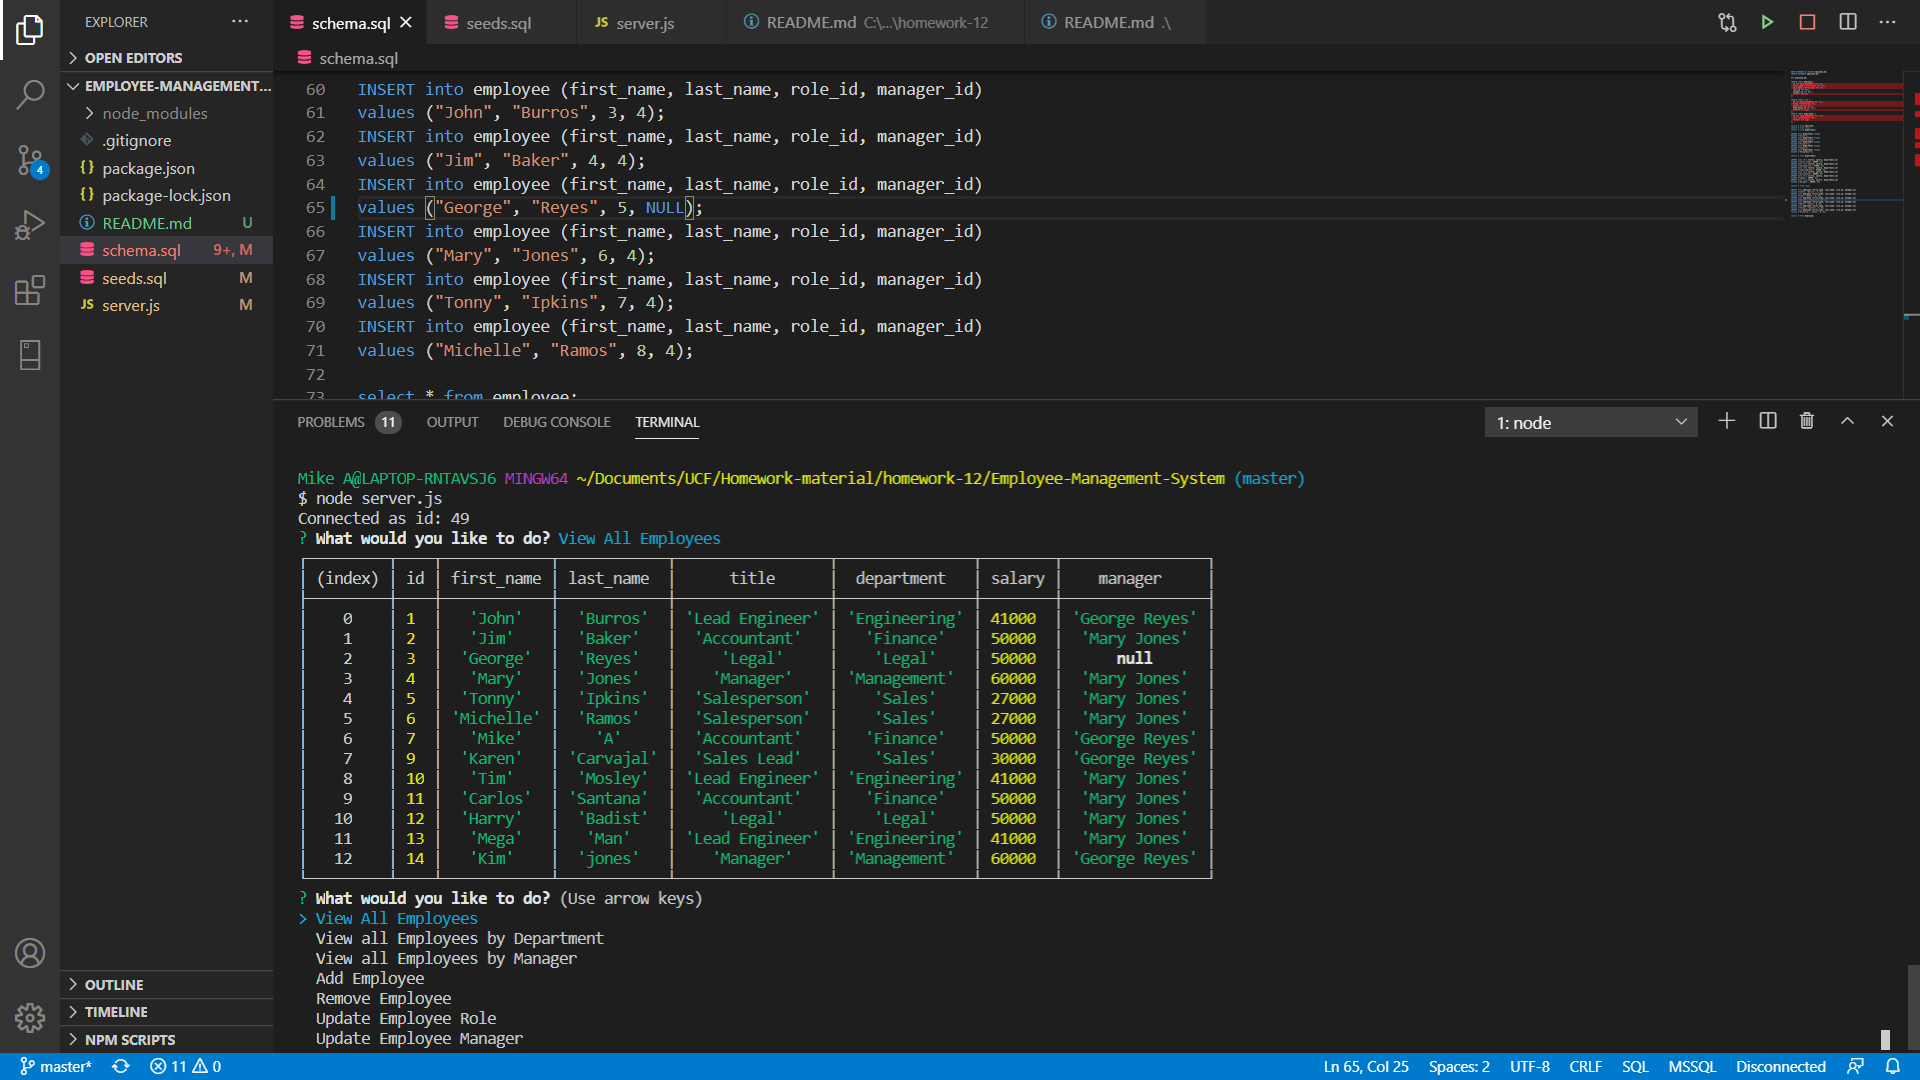 EXPLORER ···
schema.sql
seeds.sql
JS server.js
README.md C:\...\homework-12
README.md .\
OPEN EDITORS
EMPLOYEE-MANAGEMENT...
node_modules
.gitignore
{ } package.json
{ } package-lock.json
README.md U
schema.sql 9+, M
seeds.sql M
JS server.js M
4
OUTLINE
TIMELINE
NPM SCRIPTS
schema.sql
60 INSERT into employee (first_name, last_name, role_id, manager_id)
61 values ("John", "Burros", 3, 4);
62 INSERT into employee (first_name, last_name, role_id, manager_id)
63 values ("Jim", "Baker", 4, 4);
64 INSERT into employee (first_name, last_name, role_id, manager_id)
65 values ("George", "Reyes", 5, NULL);
66 INSERT into employee (first_name, last_name, role_id, manager_id)
67 values ("Mary", "Jones", 6, 4);
68 INSERT into employee (first_name, last_name, role_id, manager_id)
69 values ("Tonny", "Ipkins", 7, 4);
70 INSERT into employee (first_name, last_name, role_id, manager_id)
71 values ("Michelle", "Ramos", 8, 4);
72
73 select * from employee;
PROBLEMS 11 OUTPUT DEBUG CONSOLE TERMINAL 1: node
Mike A@LAPTOP-RNTAVSJ6 MINGW64 ~/Documents/UCF/Homework-material/homework-12/Employee-Management-System (master)
$ node server.js
Connected as id: 49
? What would you like to do? View All Employees
(index) id first_name last_name title department salary manager
0 1 'John' 'Burros' 'Lead Engineer' 'Engineering' 41000 'George Reyes'
1 2 'Jim' 'Baker' 'Accountant' 'Finance' 50000 'Mary Jones'
2 3 'George' 'Reyes' 'Legal' 'Legal' 50000 null
3 4 'Mary' 'Jones' 'Manager' 'Management' 60000 'Mary Jones'
4 5 'Tonny' 'Ipkins' 'Salesperson' 'Sales' 27000 'Mary Jones'
5 6 'Michelle' 'Ramos' 'Salesperson' 'Sales' 27000 'Mary Jones'
6 7 'Mike' 'A' 'Accountant' 'Finance' 50000 'George Reyes'
7 9 'Karen' 'Carvajal' 'Sales Lead' 'Sales' 30000 'George Reyes'
8 10 'Tim' 'Mosley' 'Lead Engineer' 'Engineering' 41000 'Mary Jones'
9 11 'Carlos' 'Santana' 'Accountant' 'Finance' 50000 'Mary Jones'
10 12 'Harry' 'Badist' 'Legal' 'Legal' 50000 'Mary Jones'
11 13 'Mega' 'Man' 'Lead Engineer' 'Engineering' 41000 'Mary Jones'
12 14 'Kim' 'jones' 'Manager' 'Management' 60000 'George Reyes'
? What would you like to do? (Use arrow keys)
> View All Employees
View all Employees by Department
View all Employees by Manager
Add Employee
Remove Employee
Update Employee Role
Update Employee Manager
master* 11 0 Ln 65, Col 25 Spaces: 2 UTF-8 CRLF SQL MSSQL Disconnected